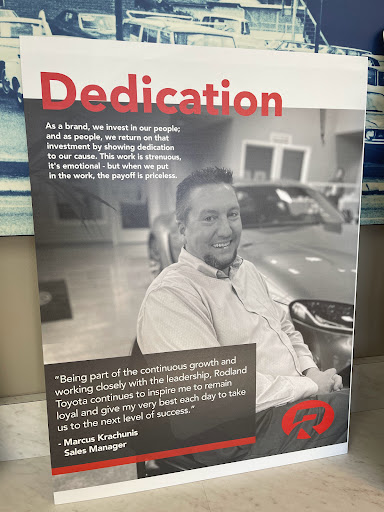 Dedication
As a brand, we invest in our people;
and as people, we return on that
investment by showing dedication
to our cause. This work is strenuous,
it's emotional - but when we put
in the work, the payoff is priceless.
"Being part of the continuous growth and
working closely with the leadership, Rodland
Toyota continues to inspire me to remain
loyal and give my very best each day to take
us to the next level of success."
- Marcus Krachunis
Sales Manager